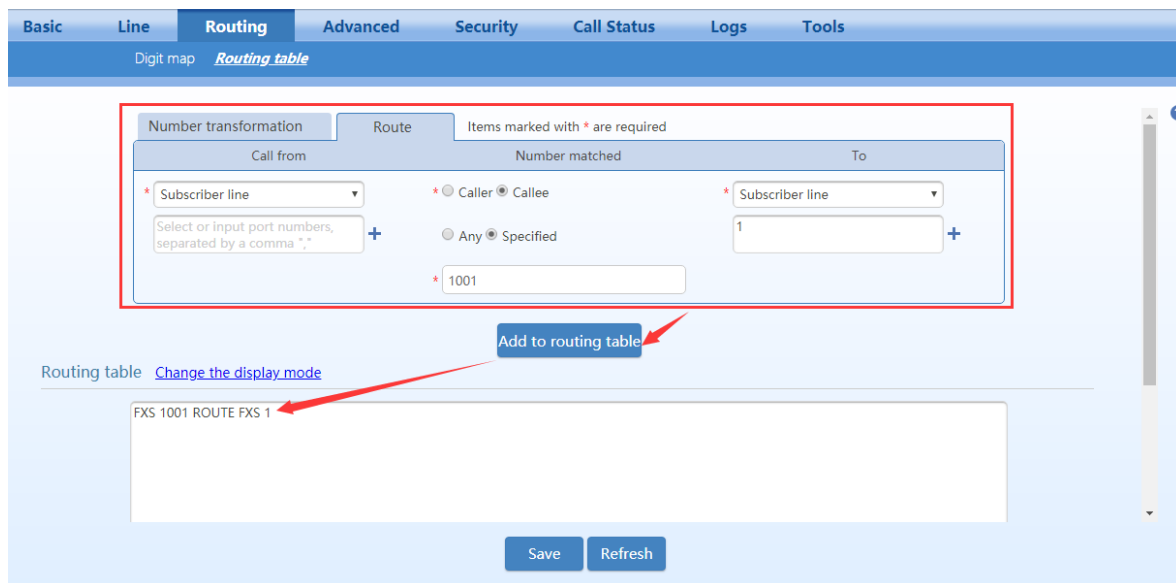 Basic Line Routing Advanced Security Call Status Logs Tools
Digit map Routing table
Number transformation Route Items marked with * are required
Call from Number matched To
* Subscriber line * Caller Callee * Subscriber line
Select or input port numbers,
separated by a comma ","
+ Any Specified 1 +
* 1001
Add to routing table
Routing table Change the display mode
FXS 1001 ROUTE FXS 1
Save Refresh